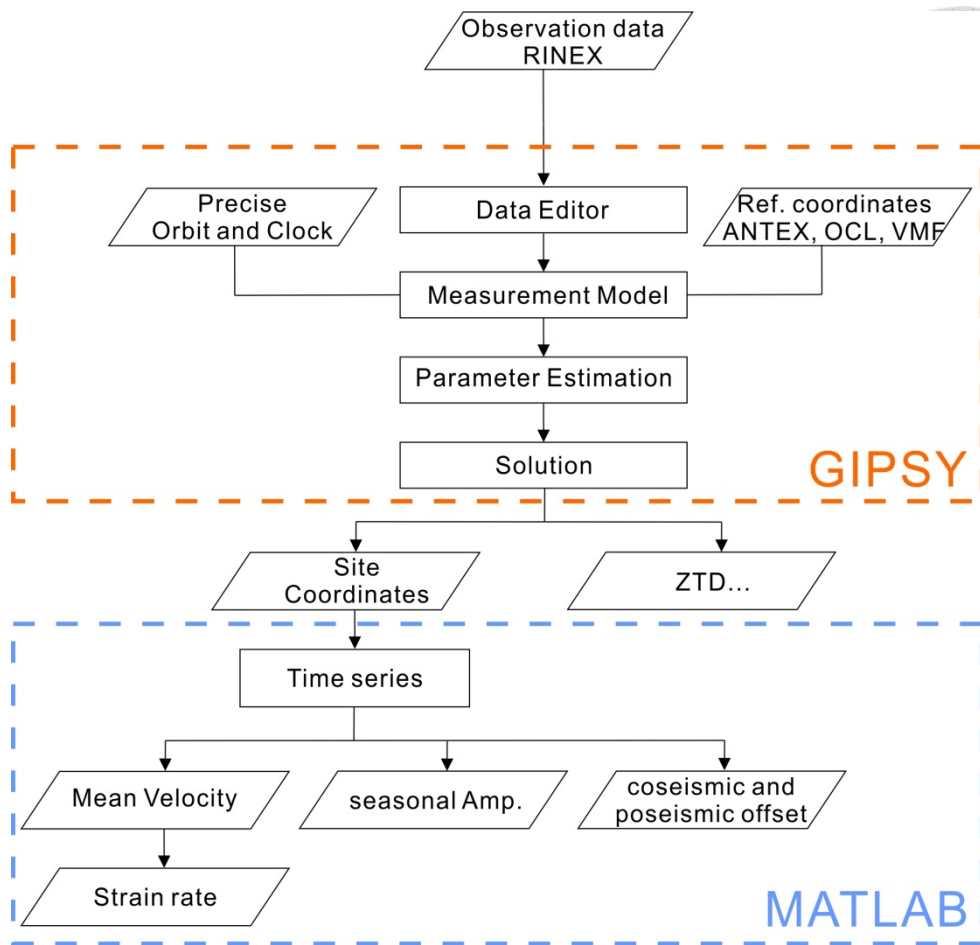 Observation data
RINEX
Precise
Orbit and Clock
Data Editor
Ref. coordinates
ANTEX, OCL, VMF
Measurement Model
Parameter Estimation
Solution
GIPSY
Site
Coordinates
ZTD...
Time series
Mean Velocity
seasonal Amp.
coseismic and
poseismic offset
Strain rate
MATLAB